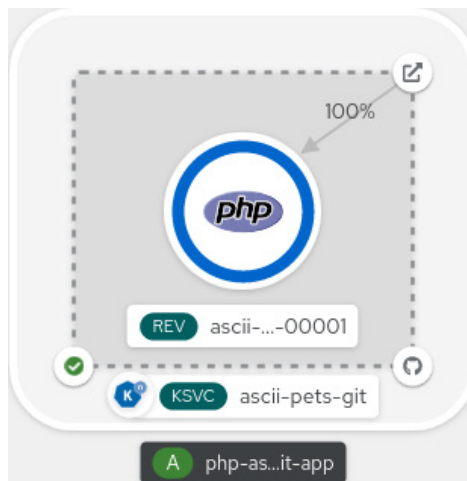 100%
php
REV ascii-...-00001
K n KSVC ascii-pets-git
A php-as...it-app